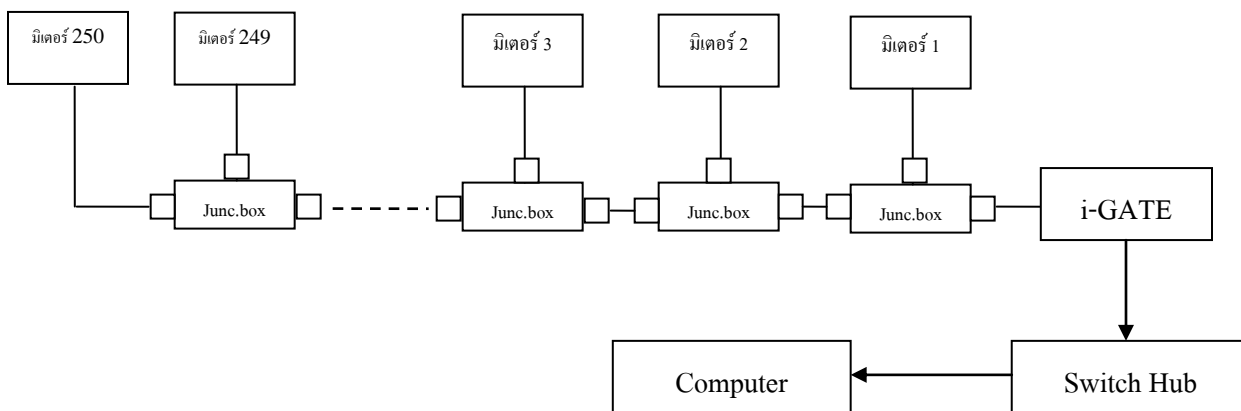 มิเตอร์ 250
มิเตอร์ 249
มิเตอร์ 3
มิเตอร์ 2
มิเตอร์ 1
Junc.box
Junc.box
Junc.box
Junc.box
i-GATE
Computer
Switch Hub